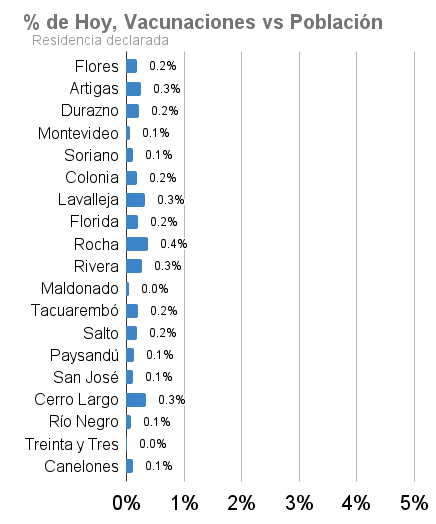 % de Hoy, Vacunaciones vs Población
Residencia declarada
Flores 0.2%
Artigas 0.3%
Durazno 0.2%
Montevideo 0.1%
Soriano 0.1%
Colonia 0.2%
Lavalleja 0.3%
Florida 0.2%
Rocha 0.4%
Rivera 0.3%
Maldonado 0.0%
Tacuarembó 0.2%
Salto 0.2%
Paysandú 0.1%
San José 0.1%
Cerro Largo 0.3%
Río Negro 0.1%
Treinta y Tres 0.0%
Canelones 0.1%
0% 1% 2% 3% 4% 5%